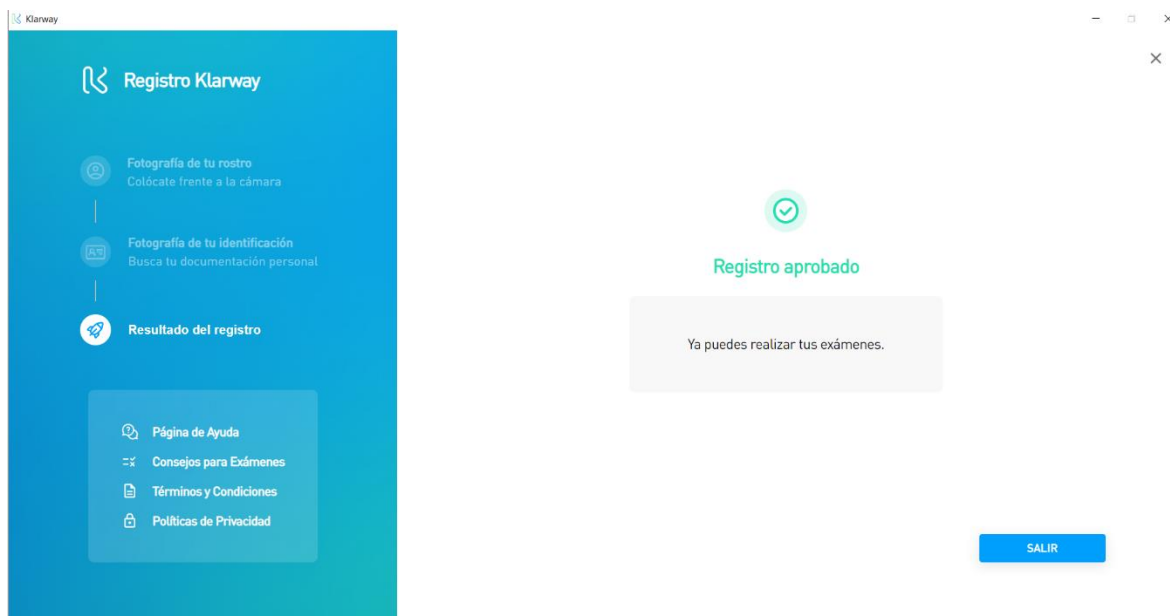 Klarway
Registro Klarway
Fotografía de tu rostro
Colócate frente a la cámara
Fotografía de tu identificación
Busca tu documentación personal
Resultado del registro
Página de Ayuda
Consejos para Exámenes
Términos y Condiciones
Políticas de Privacidad
Registro aprobado
Ya puedes realizar tus exámenes.
SALIR